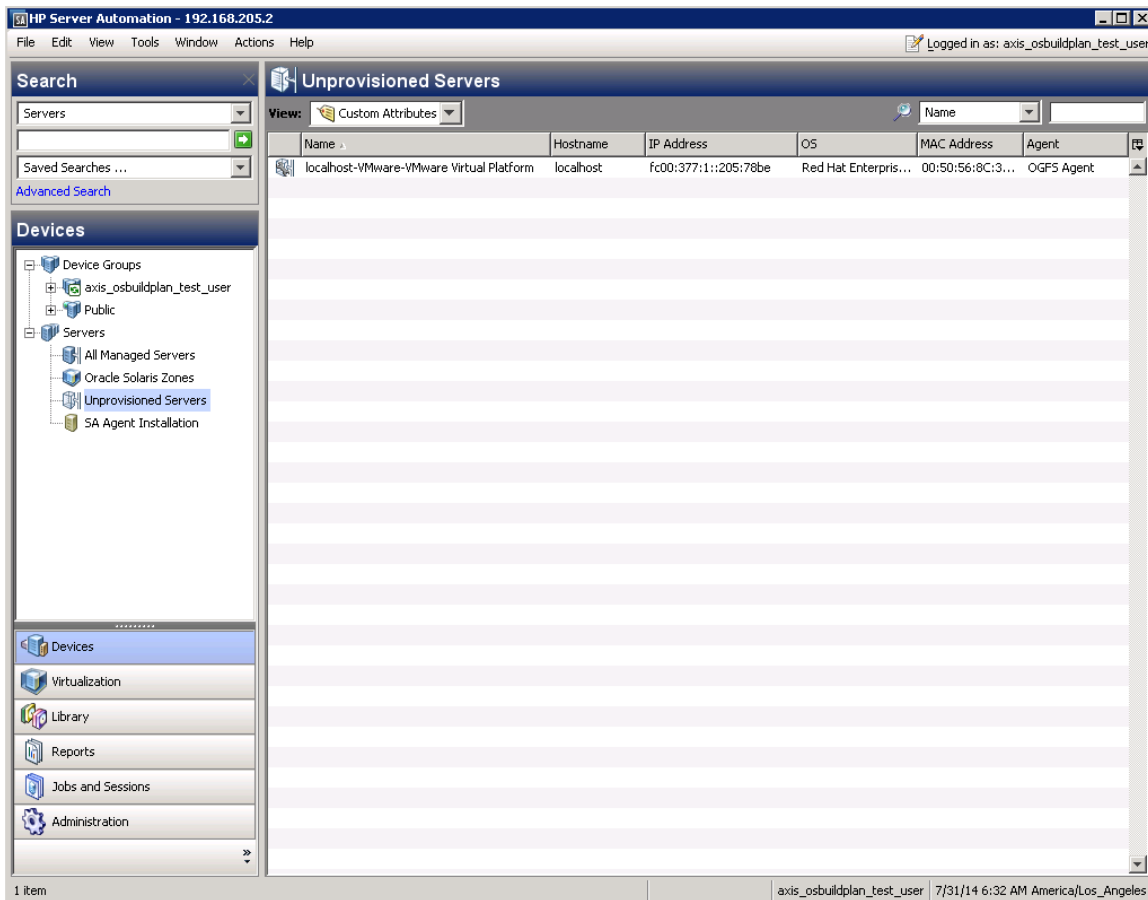 HP Server Automation - 192.168.205.2
File Edit View Tools Window Actions Help
Logged in as: axis_osbuildplan_test_user
Search
Servers
Saved Searches ...
Advanced Search
Devices
Device Groups
axis_osbuildplan_test_user
Public
Servers
All Managed Servers
Oracle Solaris Zones
Unprovisioned Servers
SA Agent Installation
Devices
Virtualization
Library
Reports
Jobs and Sessions
Administration
Unprovisioned Servers
View: Custom Attributes Name
Name Hostname IP Address OS MAC Address Agent
localhost-VMware-VMware Virtual Platform localhost fc00:377:1::205:78be Red Hat Enterpris... 00:50:56:8C:3... OGFS Agent
1 item axis_osbuildplan_test_user 7/31/14 6:32 AM America/Los_Angeles